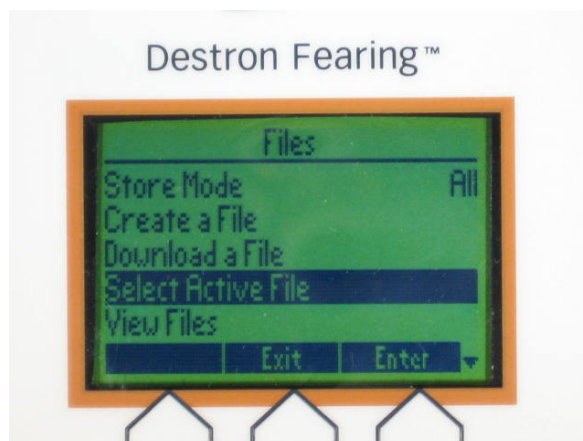 Destron Fearing™
Files
Store Mode All
Create a File
Download a File
Select Active File
View Files
Exit Enter